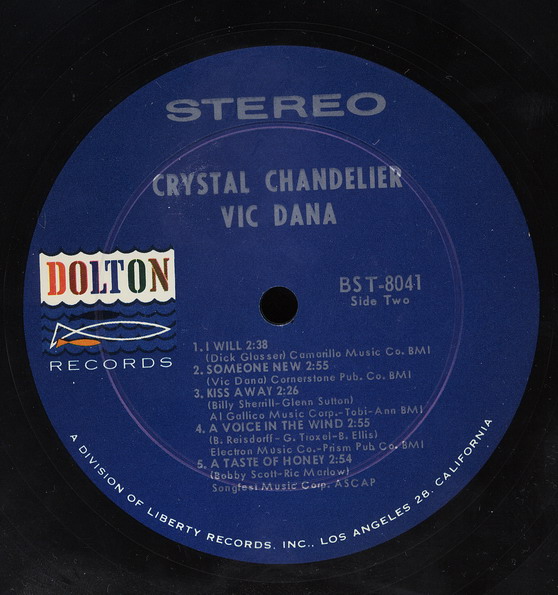 STEREO
CRYSTAL CHANDELIER
VIC DANA
DOLTON
RECORDS
BST-8041
Side Two
1. I WILL 2:38
(Dick Glasser) Camarillo Music Co. BMI
2. SOMEONE NEW 2:55
(Vic Dana) Cornerstone Pub. Co. BMI
3. KISS AWAY 2:26
(Billy Sherrill-Glenn Sutton)
Al Gallico Music Corp.-Tobi-Ann BMI
4. A VOICE IN THE WIND 2:55
(B. Reisdorff- G. Troxel-B. Ellis)
Electron Music Co.-Prism Pub Co. BMI
5. A TASTE OF HONEY 2:54
(Bobby Scott-Ric Marlow)
Songfest Music Corp. ASCAP
A DIVISION OF LIBERTY RECORDS, INC., LOS ANGELES 28, CALIFORNIA